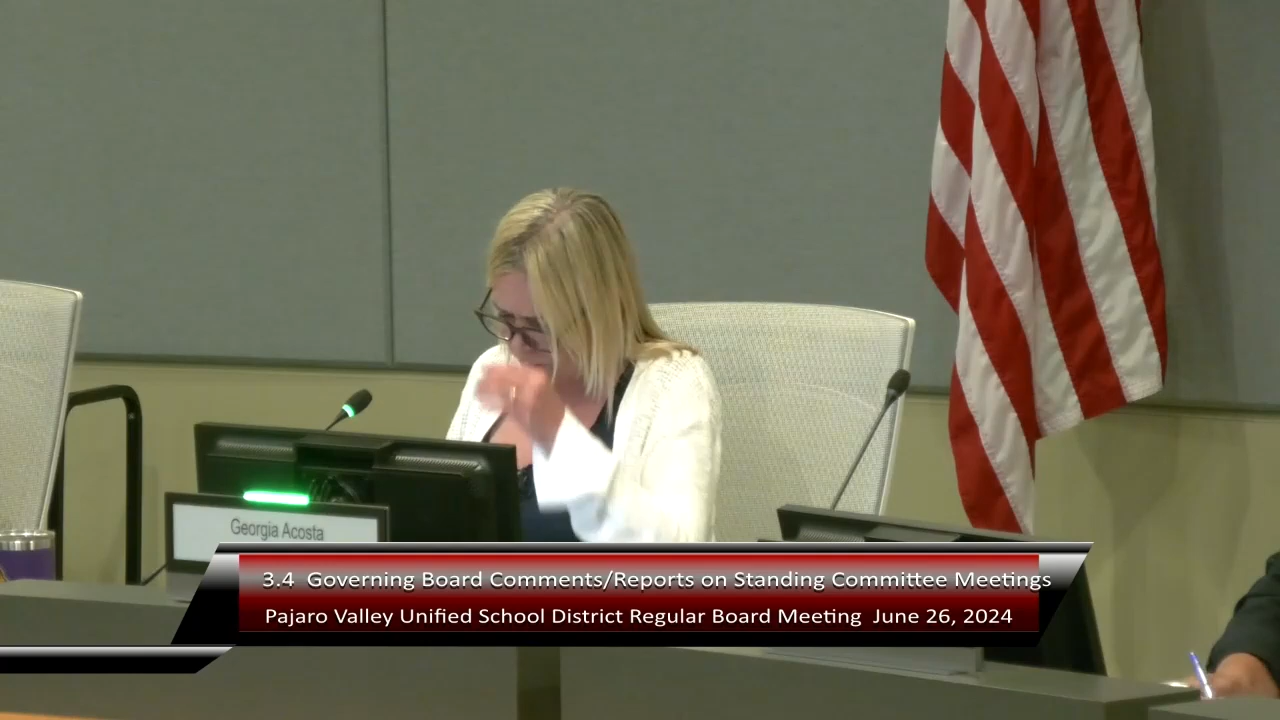 Georgia Acosta
3.4 Governing Board Comments/Reports on Standing Committee Meetings
Pajaro Valley Unified School District Regular Board Meeting June 26, 2024